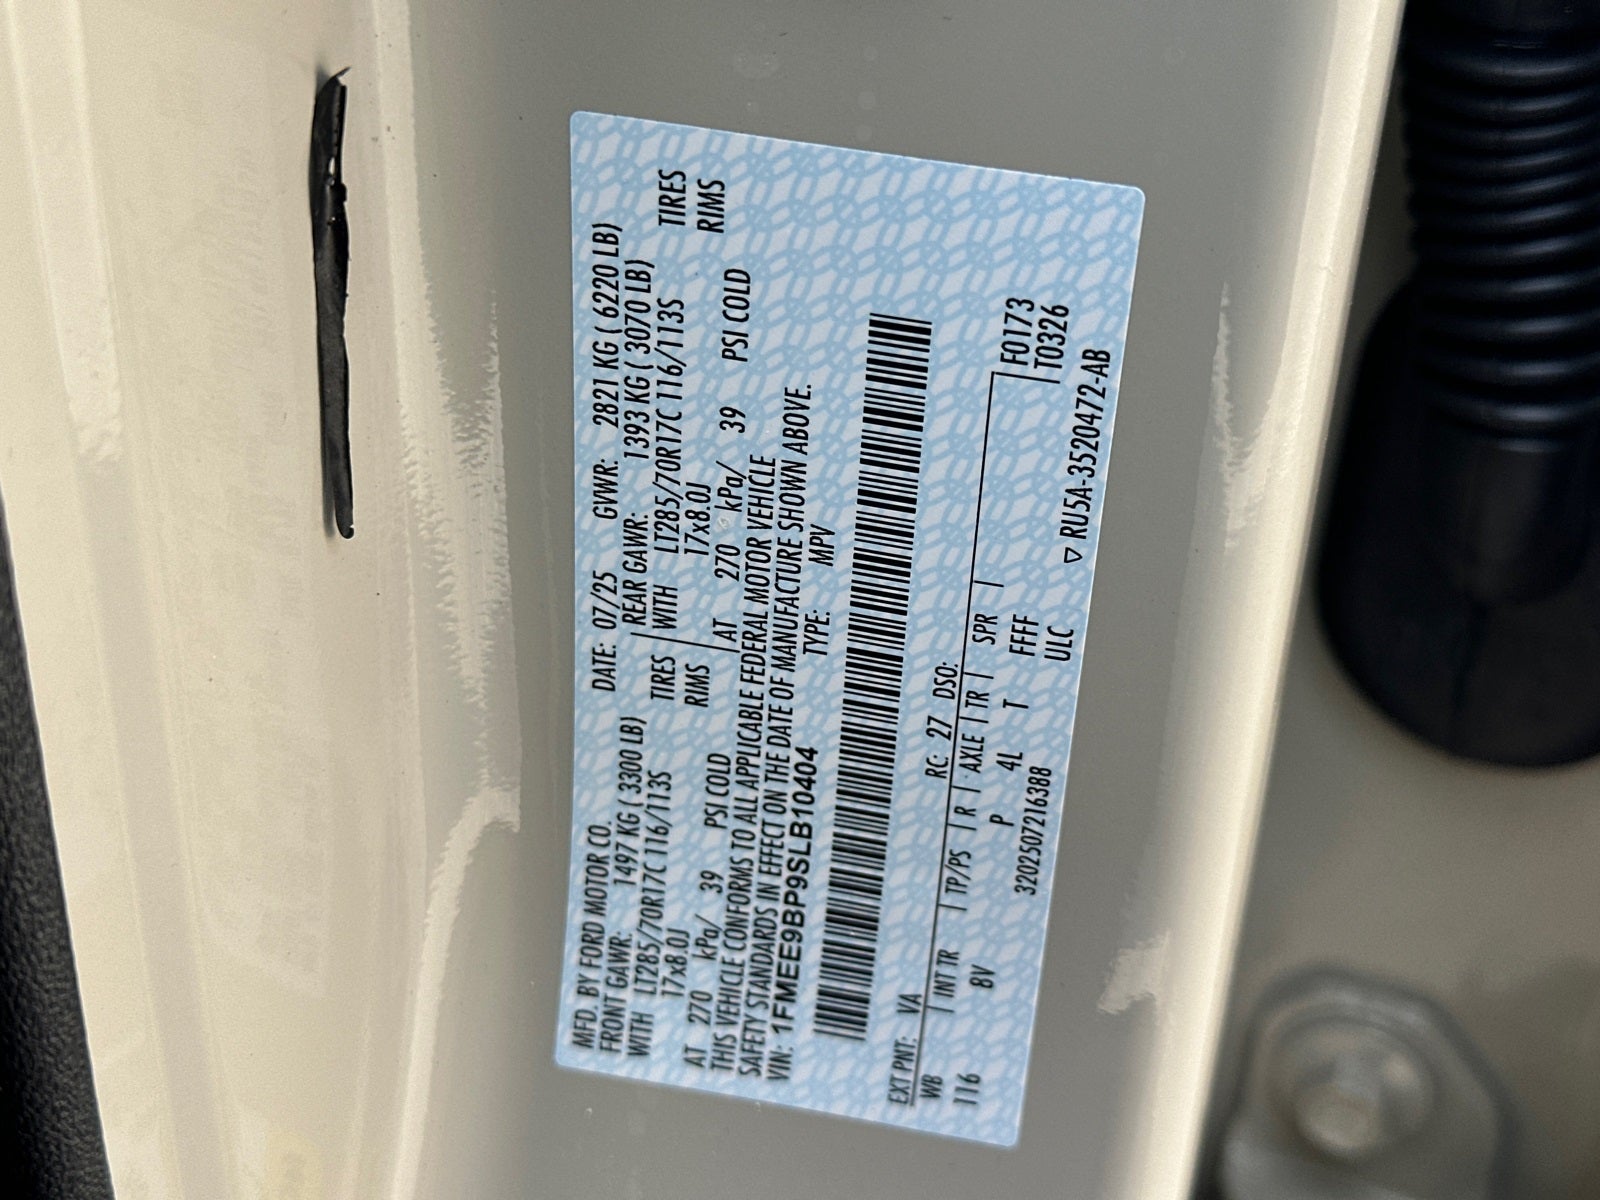 MFD. BY FORD MOTOR CO. DATE: 07/25 GVWR: 2821 KG ( 6220 LB)
FRONT GAWR: 1497 KG ( 3300 LB) REAR GAWR: 1393 KG ( 3070 LB)
WITH LT285/70R17C 116/113S TIRES WITH LT285/70R17C 116/113S TIRES
17x8.0J RIMS 17x8.0J RIMS
AT 270 kPa/ 39 PSI COLD AT 270 kPa/ 39 PSI COLD
THIS VEHICLE CONFORMS TO ALL APPLICABLE FEDERAL MOTOR VEHICLE
SAFETY STANDARDS IN EFFECT ON THE DATE OF MANUFACTURE SHOWN ABOVE.
VIN: 1FMEE9BP9SLB10404 TYPE: MPV
EXT PNT: VA RC: 27 DSO: F0173
WB INT TR TP/PS R AXLE TR SPR T0326
116 8V P 4L T FFF
3202507216388 ULC ▽ RU5A-3520472-AB